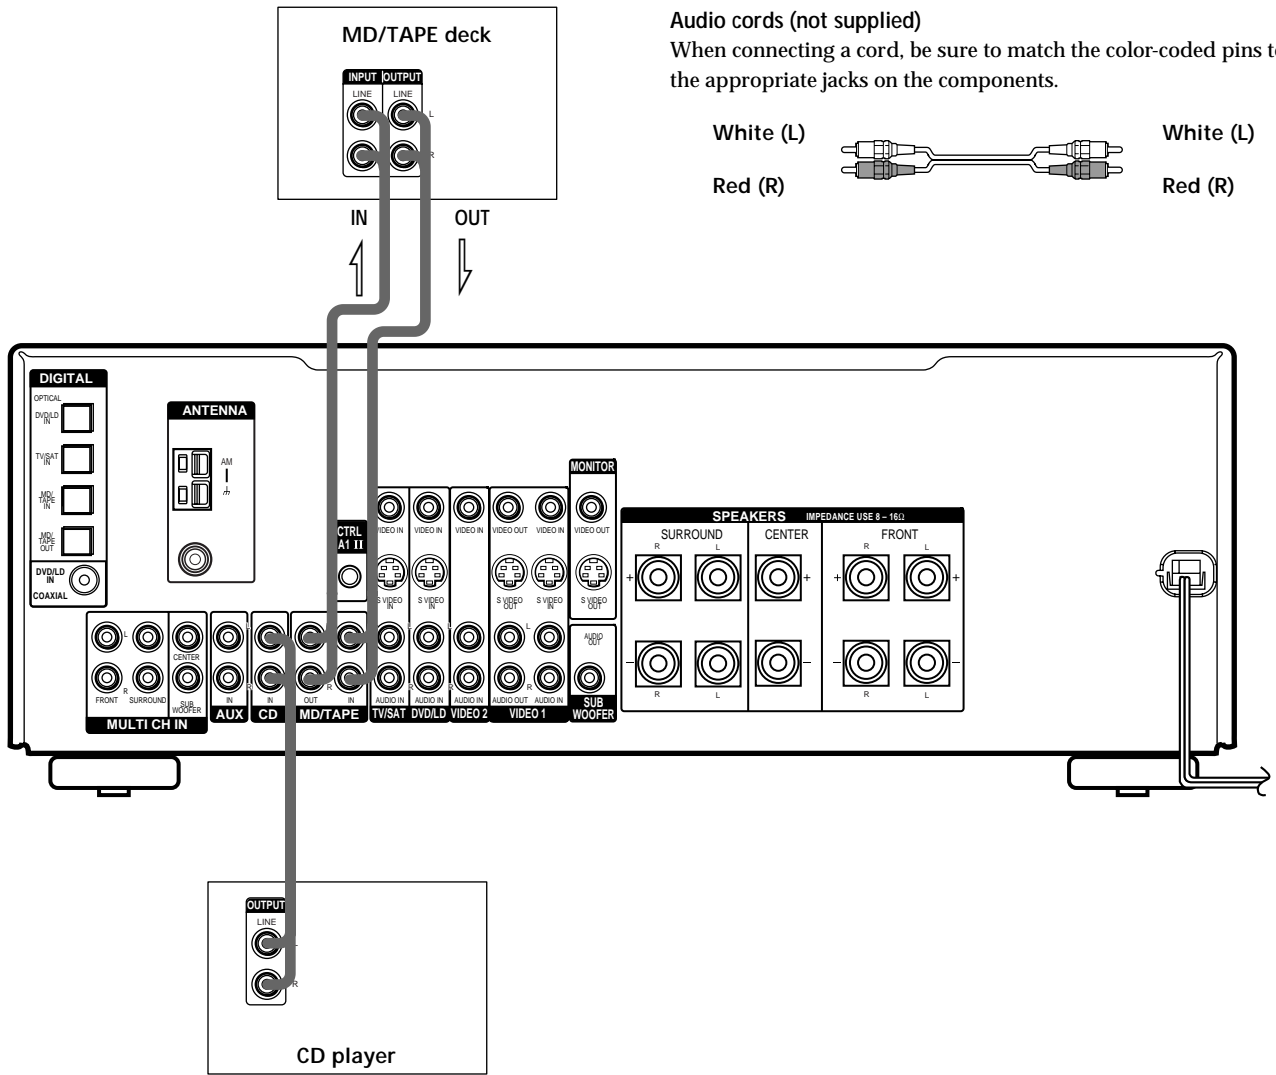 MD/TAPE deck
INPUT OUTPUT
LINE LINE
L
R
IN OUT
Audio cords (not supplied)
When connecting a cord, be sure to match the color-coded pins to
the appropriate jacks on the components.
White (L) White (L)
Red (R) Red (R)
DIGITAL
OPTICAL
DVD/LD
IN
TV/SAT
IN
MD/
TAPE
IN
MD/
TAPE
OUT
DVD/LD
IN
COAXIAL
ANTENNA
AM
CTRL
A1 II
MONITOR
VIDEO IN VIDEO IN VIDEO IN VIDEO OUT VIDEO IN VIDEO OUT
S VIDEO
IN
S VIDEO
IN
S VIDEO
OUT
S VIDEO
IN
S VIDEO
OUT
SPEAKERS IMPEDANCE USE 8 – 16Ω
SURROUND CENTER FRONT
R L R L
+ + + +
– – – –
R L R L
L L L L L
CENTER
AUDIO
OUT
R R R R R R
FRONT SURROUND SUB
WOOFER
IN IN OUT IN AUDIO IN AUDIO IN AUDIO IN AUDIO OUT AUDIO IN
MULTI CH IN AUX CD MD/TAPE TV/SAT DVD/LD VIDEO 2 VIDEO 1 SUB
WOOFER
OUTPUT
LINE
L
R
CD player